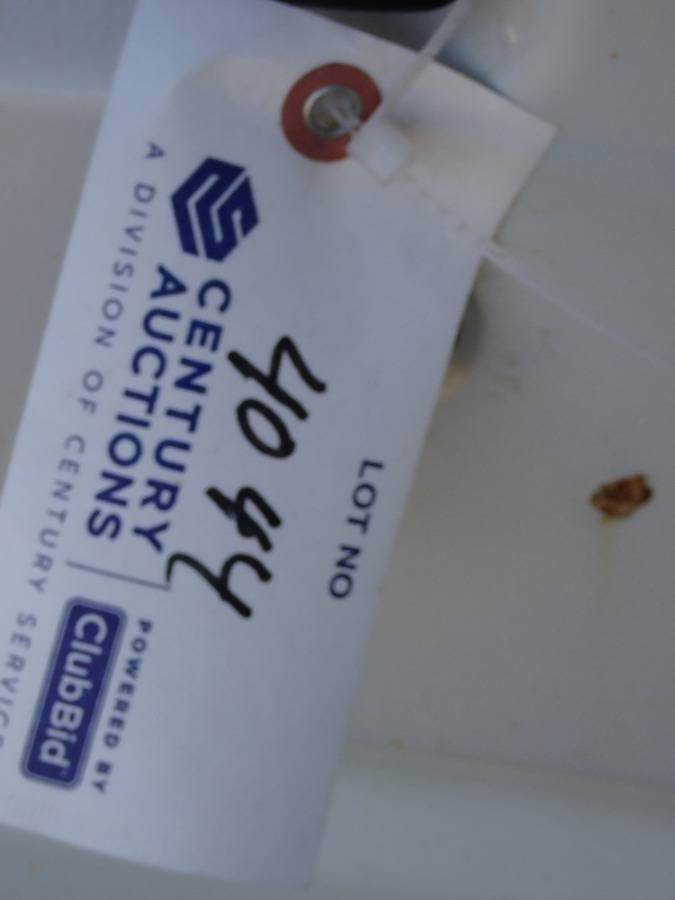 LOT NO
4044
CENTURY
AUCTIONS
A DIVISION OF CENTURY
POWERED BY
ClubBid